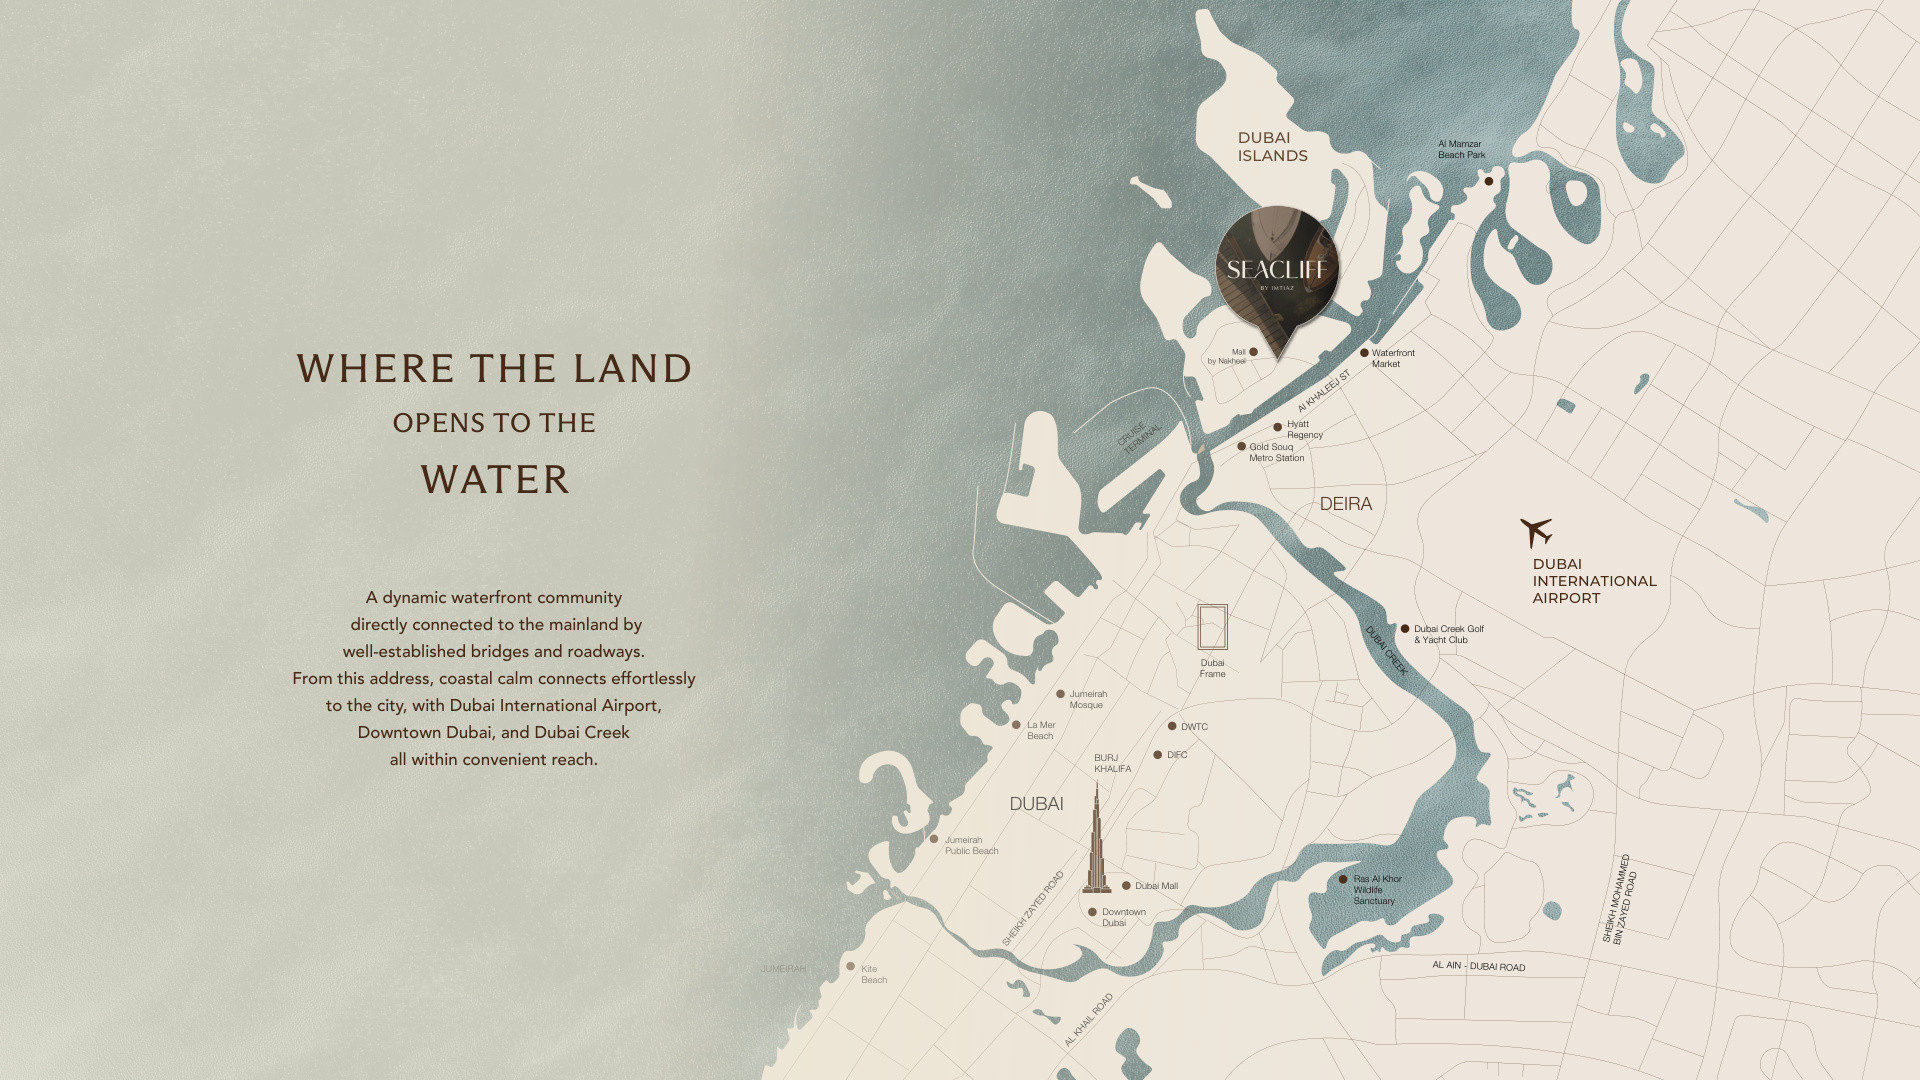 WHERE THE LAND
OPENS TO THE
WATER
A dynamic waterfront community
directly connected to the mainland by
well-established bridges and roadways.
From this address, coastal calm connects effortlessly
to the city, with Dubai International Airport,
Downtown Dubai, and Dubai Creek
all within convenient reach.
DUBAI
ISLANDS
Al Mamzar
Beach Park
SEACLIFF
BY IMTIAZ
Mall
by Nakheel
Waterfront
Market
Al KHALEEJ ST
CRUISE
TERMINAL
Hyatt
Regency
Gold Souq
Metro Station
DEIRA
DUBAI
INTERNATIONAL
AIRPORT
Dubai Creek Golf
& Yacht Club
DUBAI CREEK
Dubai
Frame
Jumeirah
Mosque
La Mer
Beach
DWTC
DIFC
BURJ
KHALIFA
DUBAI
Jumeirah
Public Beach
SHEIKH ZAYED ROAD
Dubai Mall
Downtown
Dubai
Ras Al Khor
Wildlife
Sanctuary
SHEIKH MOHAMMED
BIN ZAYED ROAD
AL AIN - DUBAI ROAD
JUMEIRAH
Kite
Beach
AL KHAIL ROAD